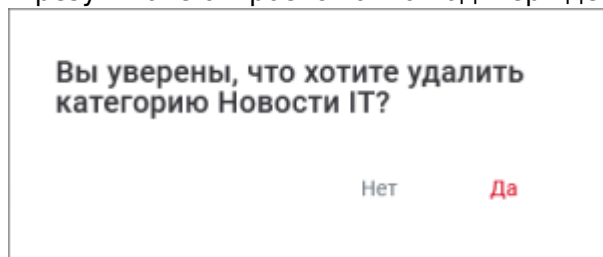 Вы уверены, что хотите удалить
категорию Новости IT?
Нет Да